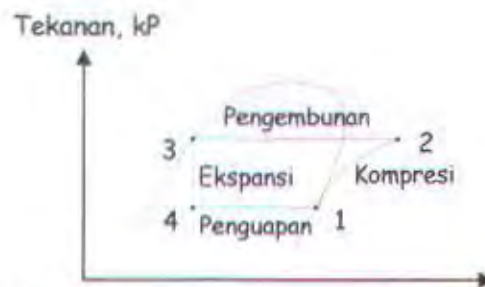 Tekanan, kP
Pengembunan
3
2
Ekspansi
Kompresi
4
Penguapan
1